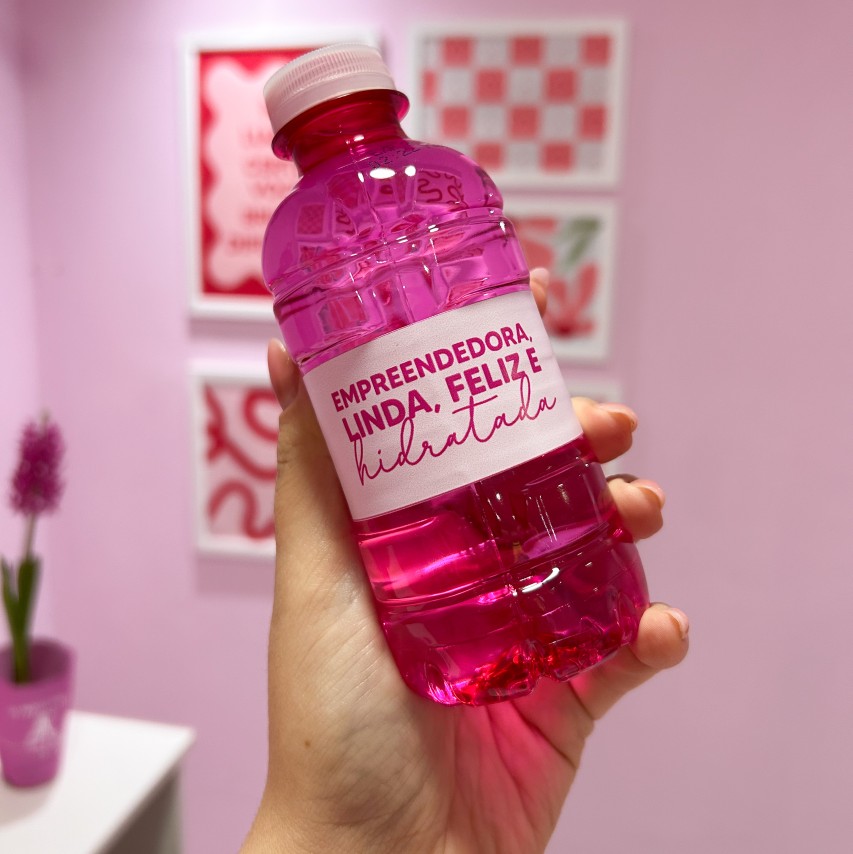 EMPREENDEDORA,
LINDA, FELIZ E
hidratada